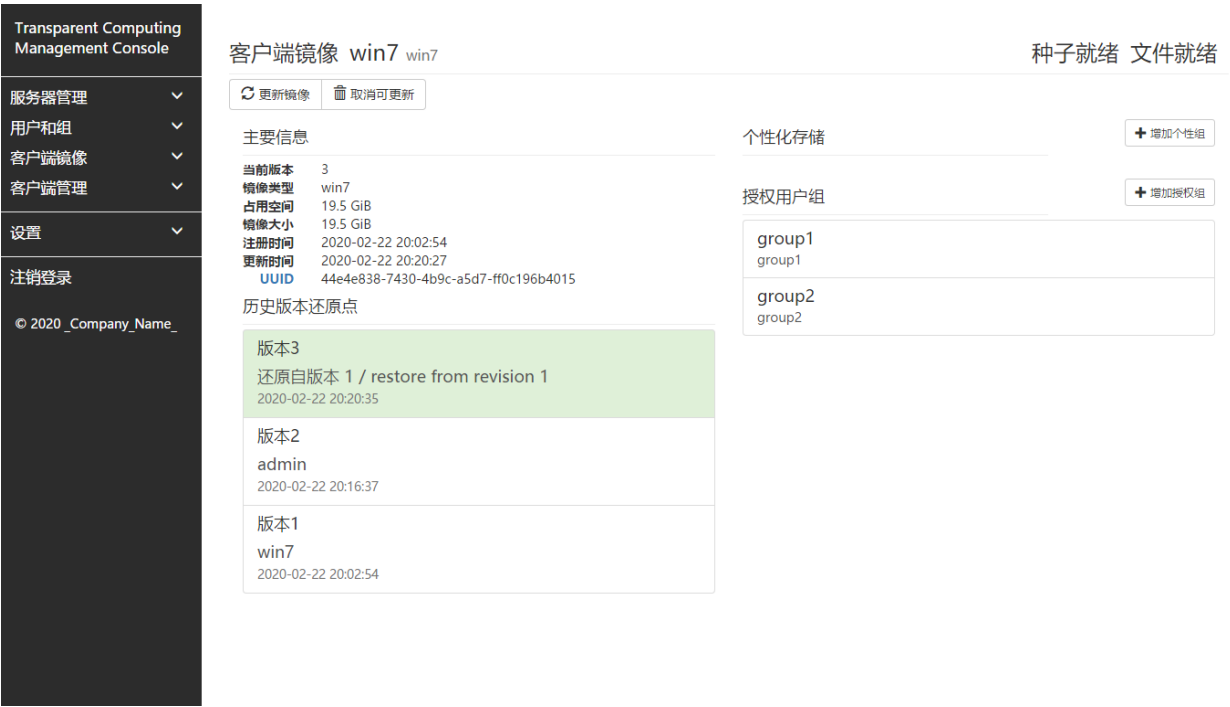 Transparent Computing
Management Console
服务器管理
用户和组
客户端镜像
客户端管理
设置
注销登录
© 2020 _Company_Name_
客户端镜像 win7 win7
种子就绪 文件就绪
更新镜像 取消可更新
主要信息
当前版本 3
镜像类型 win7
占用空间 19.5 GiB
镜像大小 19.5 GiB
注册时间 2020-02-22 20:02:54
更新时间 2020-02-22 20:20:27
UUID 44e4e838-7430-4b9c-a5d7-ff0c196b4015
历史版本还原点
版本3
还原自版本 1 / restore from revision 1
2020-02-22 20:20:35
版本2
admin
2020-02-22 20:16:37
版本1
win7
2020-02-22 20:02:54
个性化存储
增加个性组
授权用户组
增加授权组
group1
group1
group2
group2